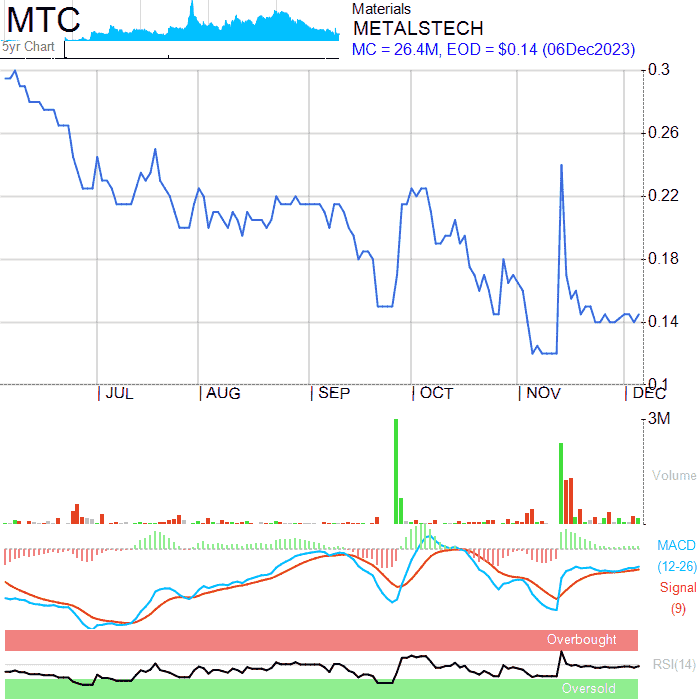 MTC
5yr Chart
Materials
METALSTECH
MC = 26.4M, EOD = $0.14 (06Dec2023)
0.3
0.26
0.22
0.18
0.14
0.1
JUL
AUG
SEP
OCT
NOV
DEC
3M
Volume
MACD
(12-26)
Signal
(9)
Overbought
RSI(14)
Oversold